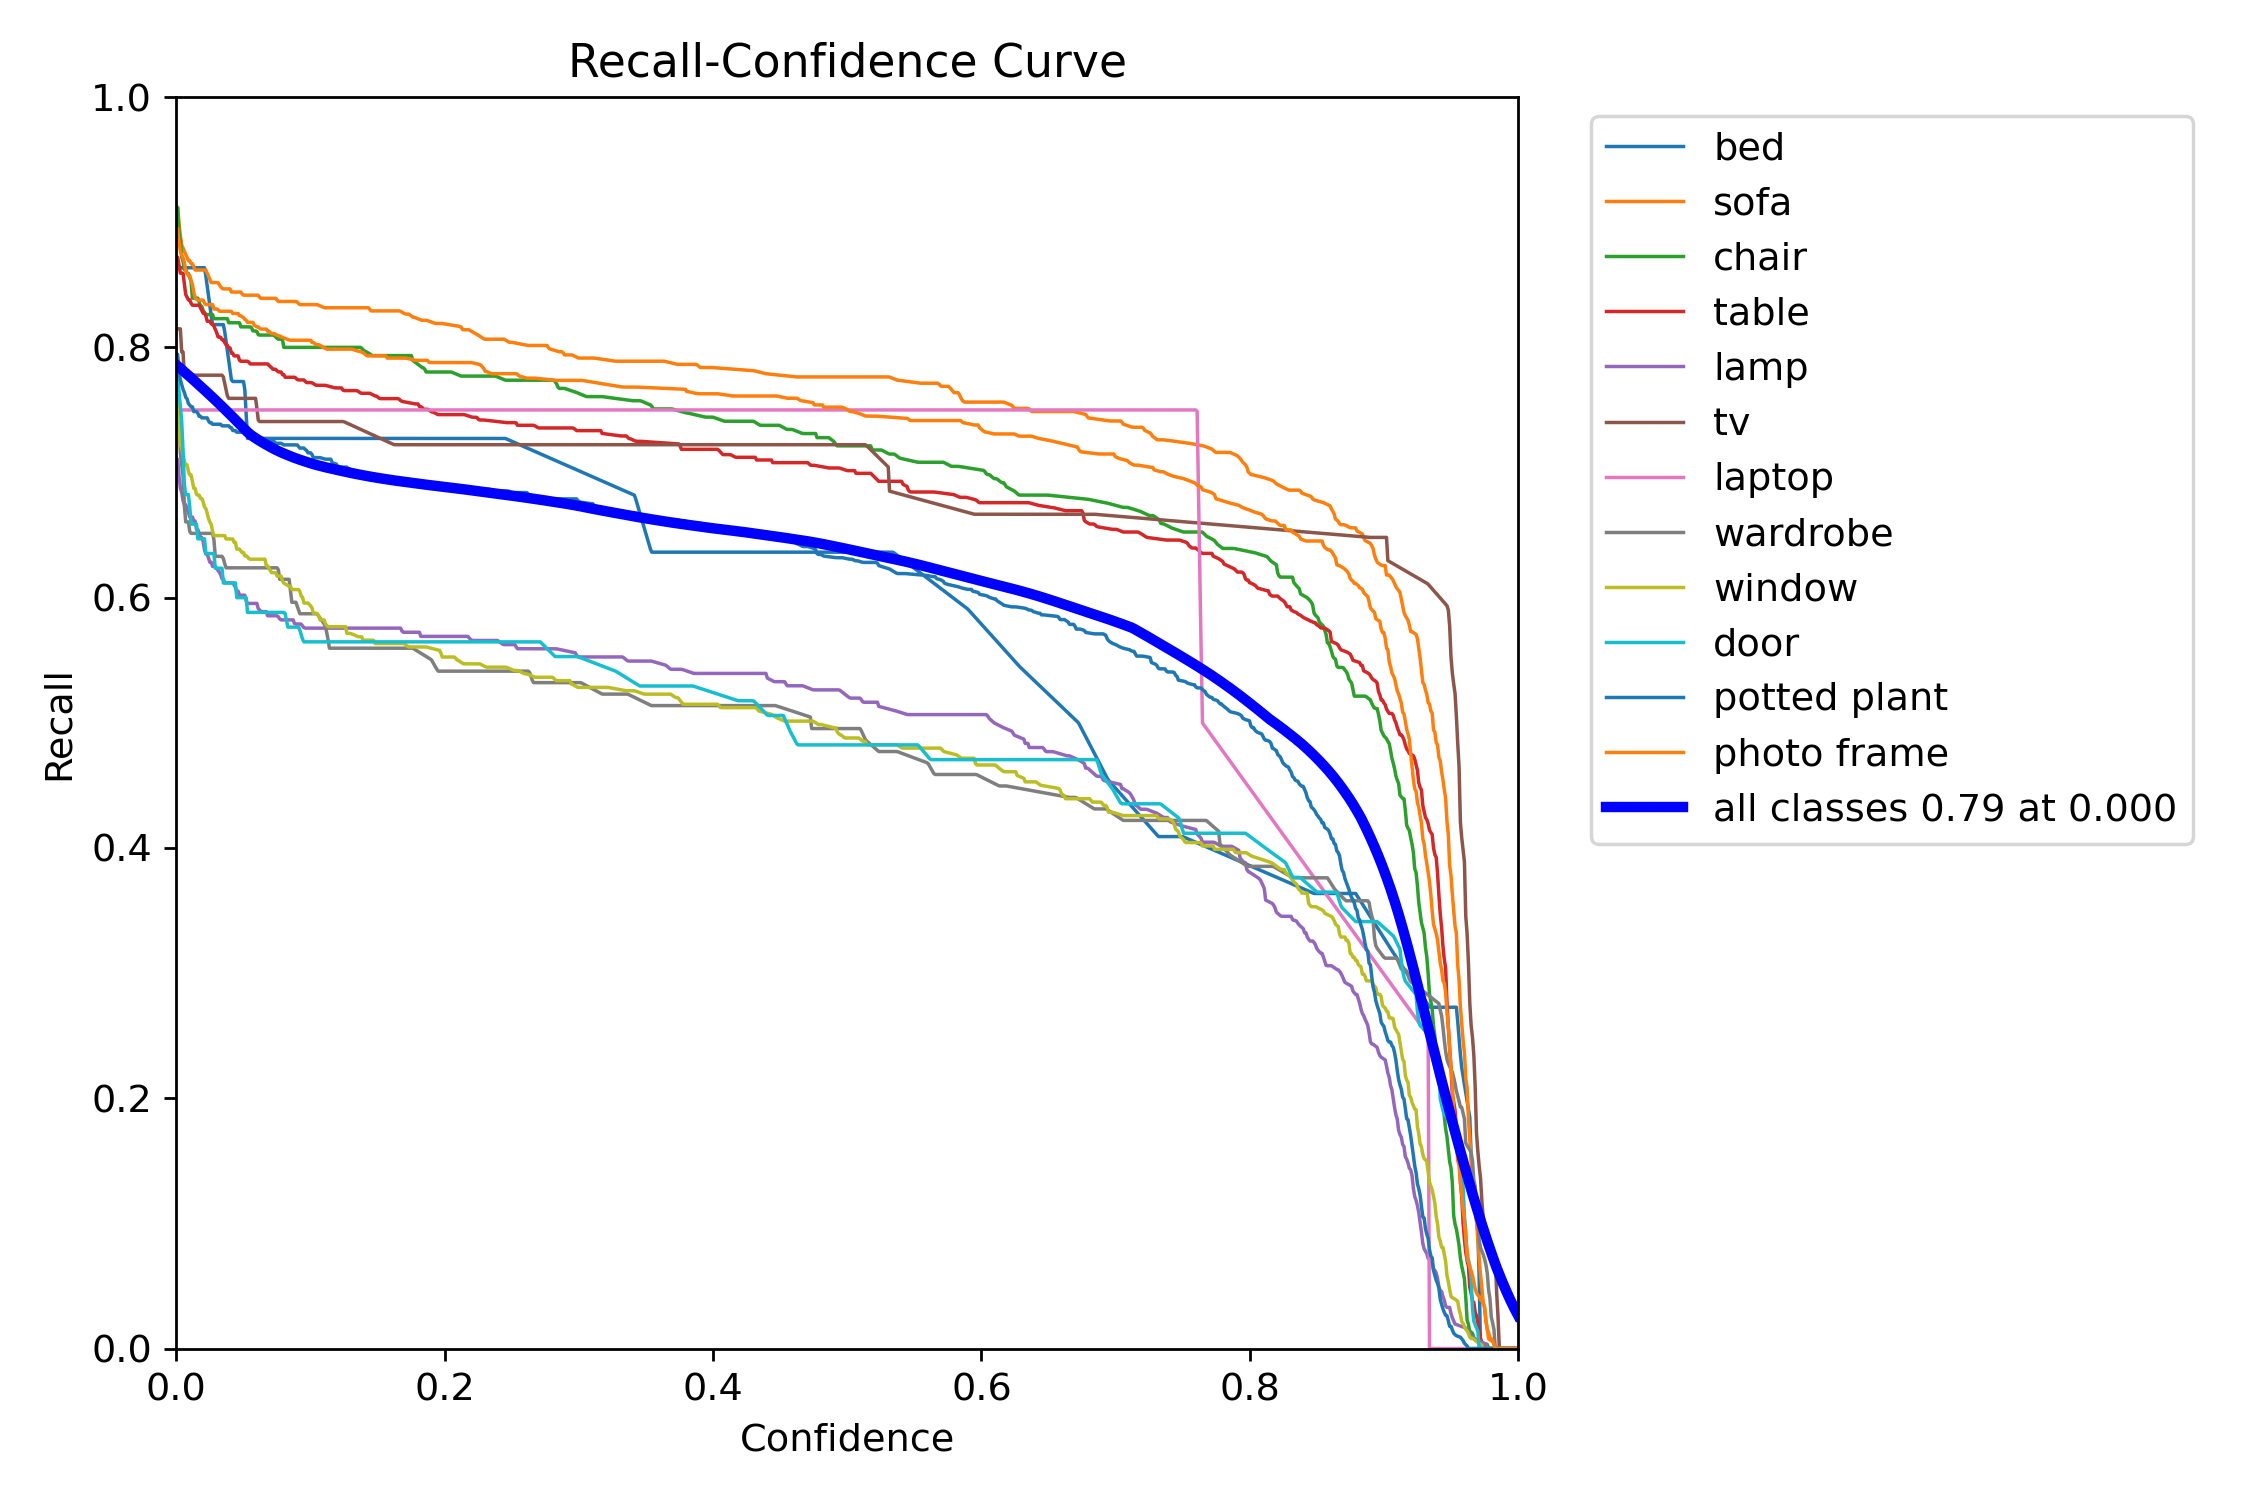 Recall-Confidence Curve
1.0
0.8
0.6
0.4
0.2
0.0
Recall
0.0 0.2 0.4 0.6 0.8 1.0
Confidence
bed
sofa
chair
table
lamp
tv
laptop
wardrobe
window
door
potted plant
photo frame
all classes 0.79 at 0.000